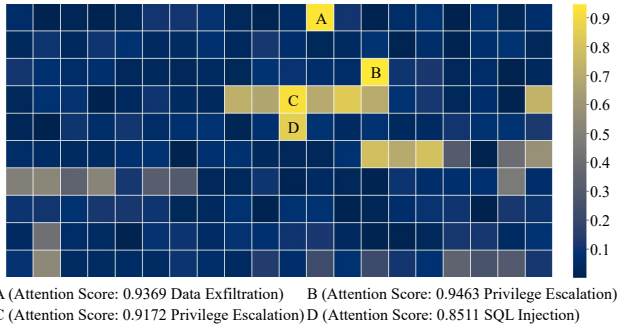 A
0.9
0.8
B
0.7
C
0.6
D
0.5
0.4
0.3
0.2
0.1
A (Attention Score: 0.9369 Data Exfiltration) B (Attention Score: 0.9463 Privilege Escalation)
C (Attention Score: 0.9172 Privilege Escalation) D (Attention Score: 0.8511 SQL Injection)